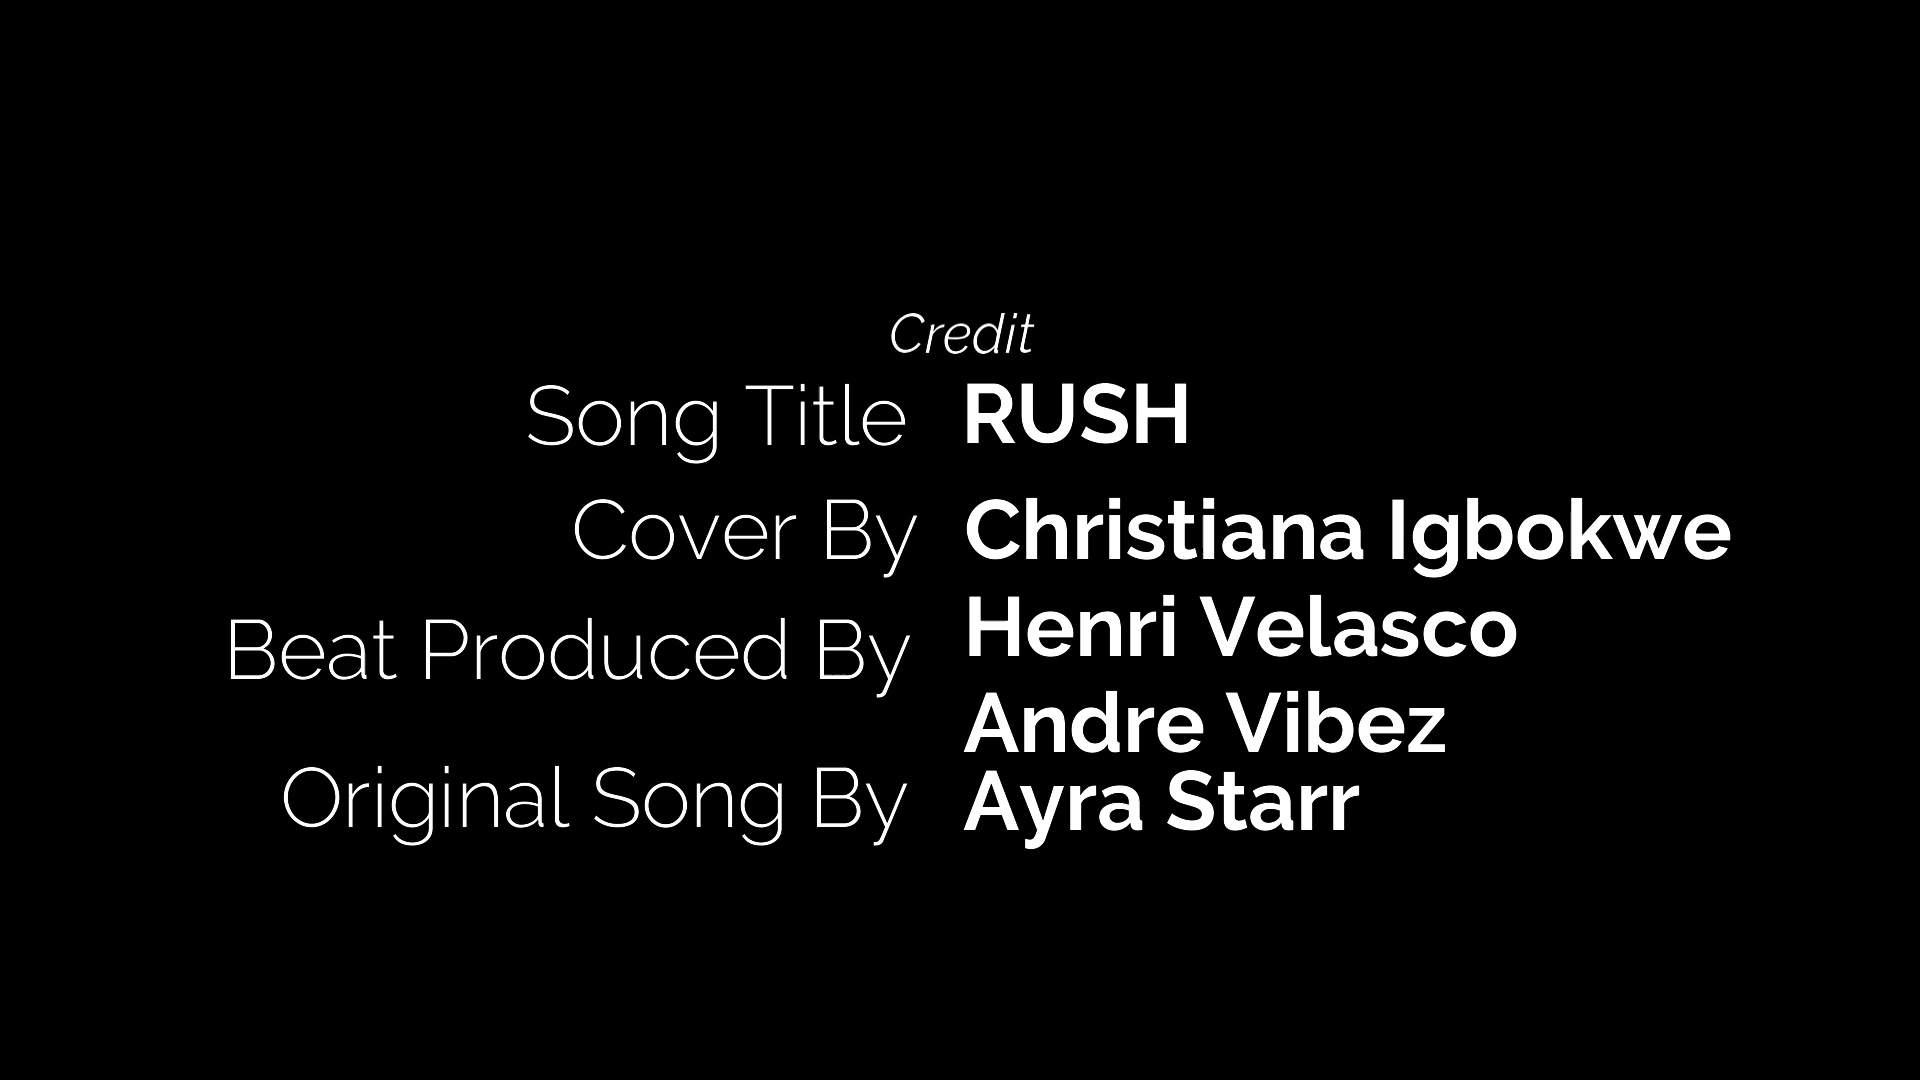 Credit
Song Title RUSH
Cover By Christiana Igbokwe
Beat Produced By Henri Velasco
Andre Vibez
Original Song By Ayra Starr